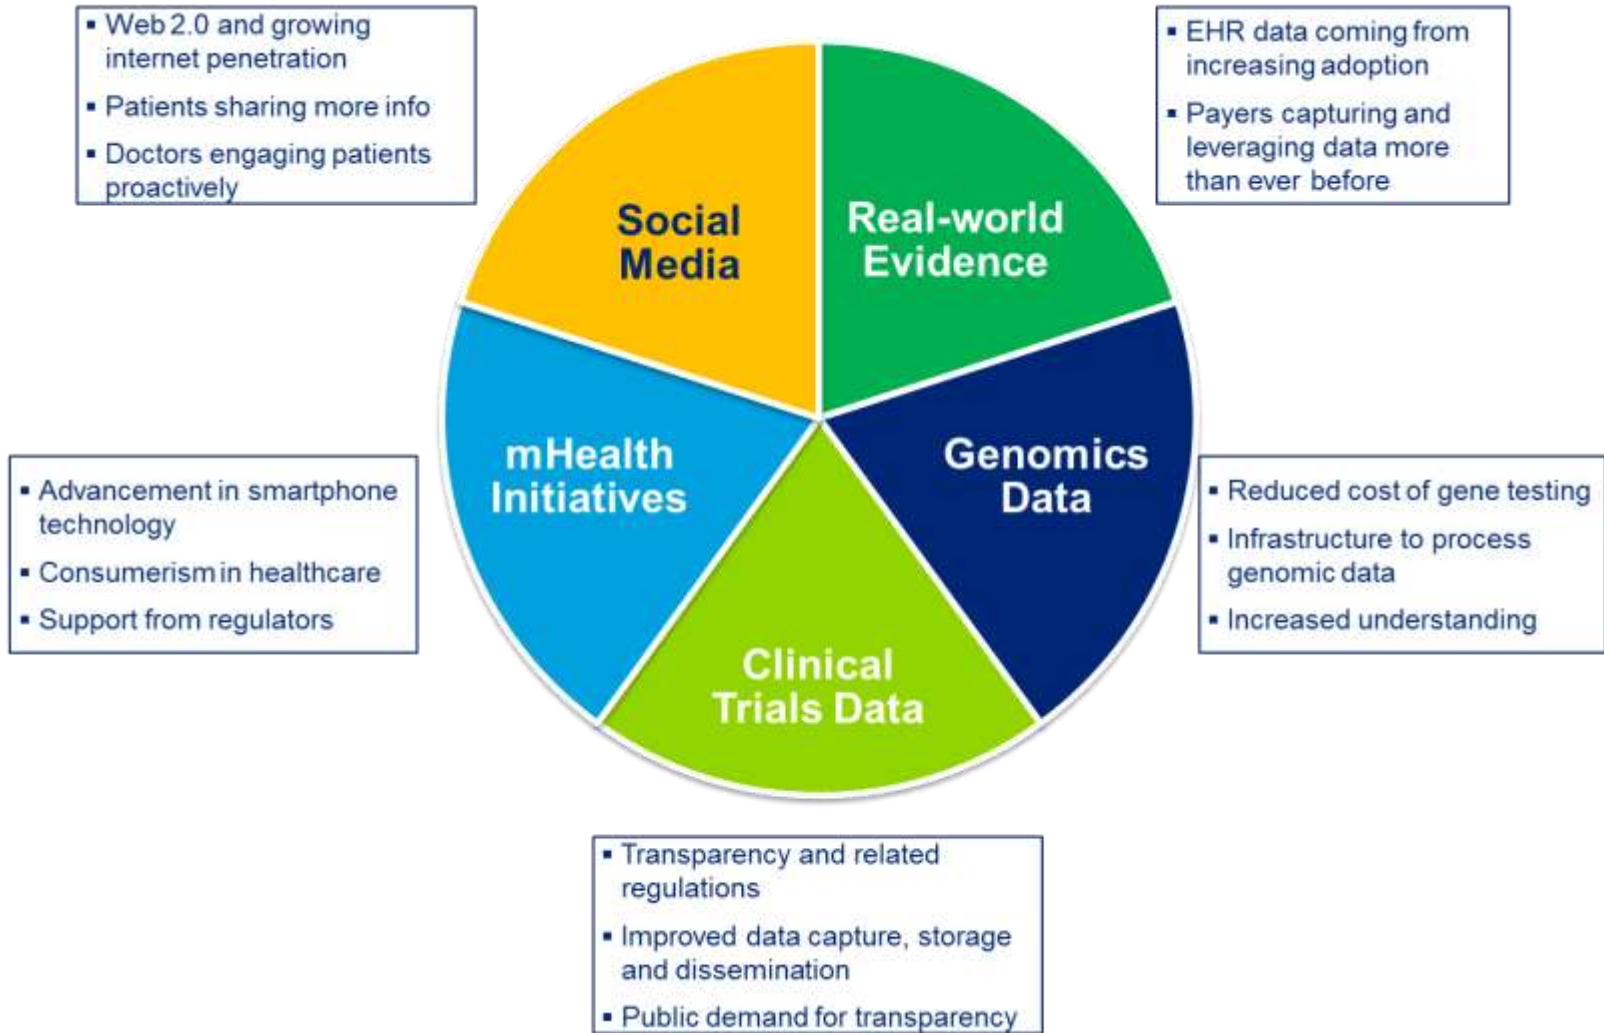 ▪ Web 2.0 and growing
internet penetration
▪ Patients sharing more info
▪ Doctors engaging patients
proactively
▪ EHR data coming from
increasing adoption
▪ Payers capturing and
leveraging data more
than ever before
Social
Media
Real-world
Evidence
mHealth
Initiatives
Genomics
Data
Clinical
Trials Data
▪ Advancement in smartphone
technology
▪ Consumerism in healthcare
▪ Support from regulators
▪ Reduced cost of gene testing
▪ Infrastructure to process
genomic data
▪ Increased understanding
▪ Transparency and related
regulations
▪ Improved data capture, storage
and dissemination
▪ Public demand for transparency